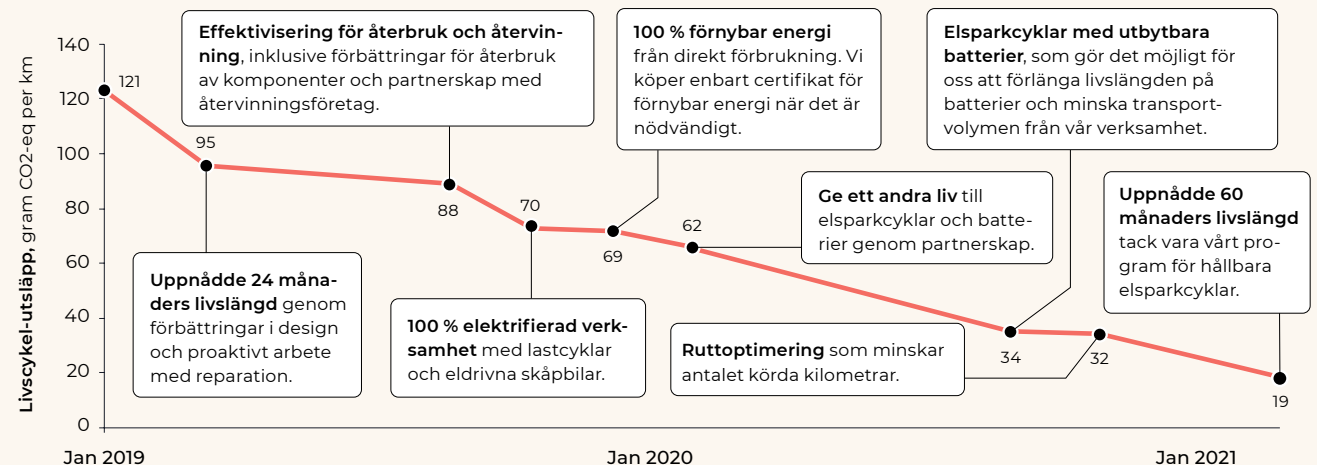 Livscykel-utsläpp, gram CO2-eq per km
140
120
100
80
60
40
20
0
Jan 2019
Jan 2020
Jan 2021
121
95
Uppnådde 24 måna-
ders livslängd genom
förbättringar i design
och proaktivt arbete
med reparation.
Effektivisering för återbruk och återvin-
ning, inklusive förbättringar för återbruk
av komponenter och partnerskap med
återvinningsföretag.
88
70
100 % elektrifierad verk-
samhet med lastcyklar
och eldrivna skåpbilar.
100 % förnybar energi
från direkt förbrukning. Vi
köper enbart certifikat för
förnybar energi när det är
nödvändigt.
69
62
Ge ett andra liv till
elsparkcyklar och batte-
rier genom partnerskap.
Elsparkcyklar med utbytbara
batterier, som gör det möjligt för
oss att förlänga livslängden på
batterier och minska transport-
volymen från vår verksamhet.
34
Ruttoptimering som minskar
antalet körda kilometrar.
32
Uppnådde 60
månaders livslängd
tack vara vårt pro-
gram för hållbara
elsparkcyklar.
19